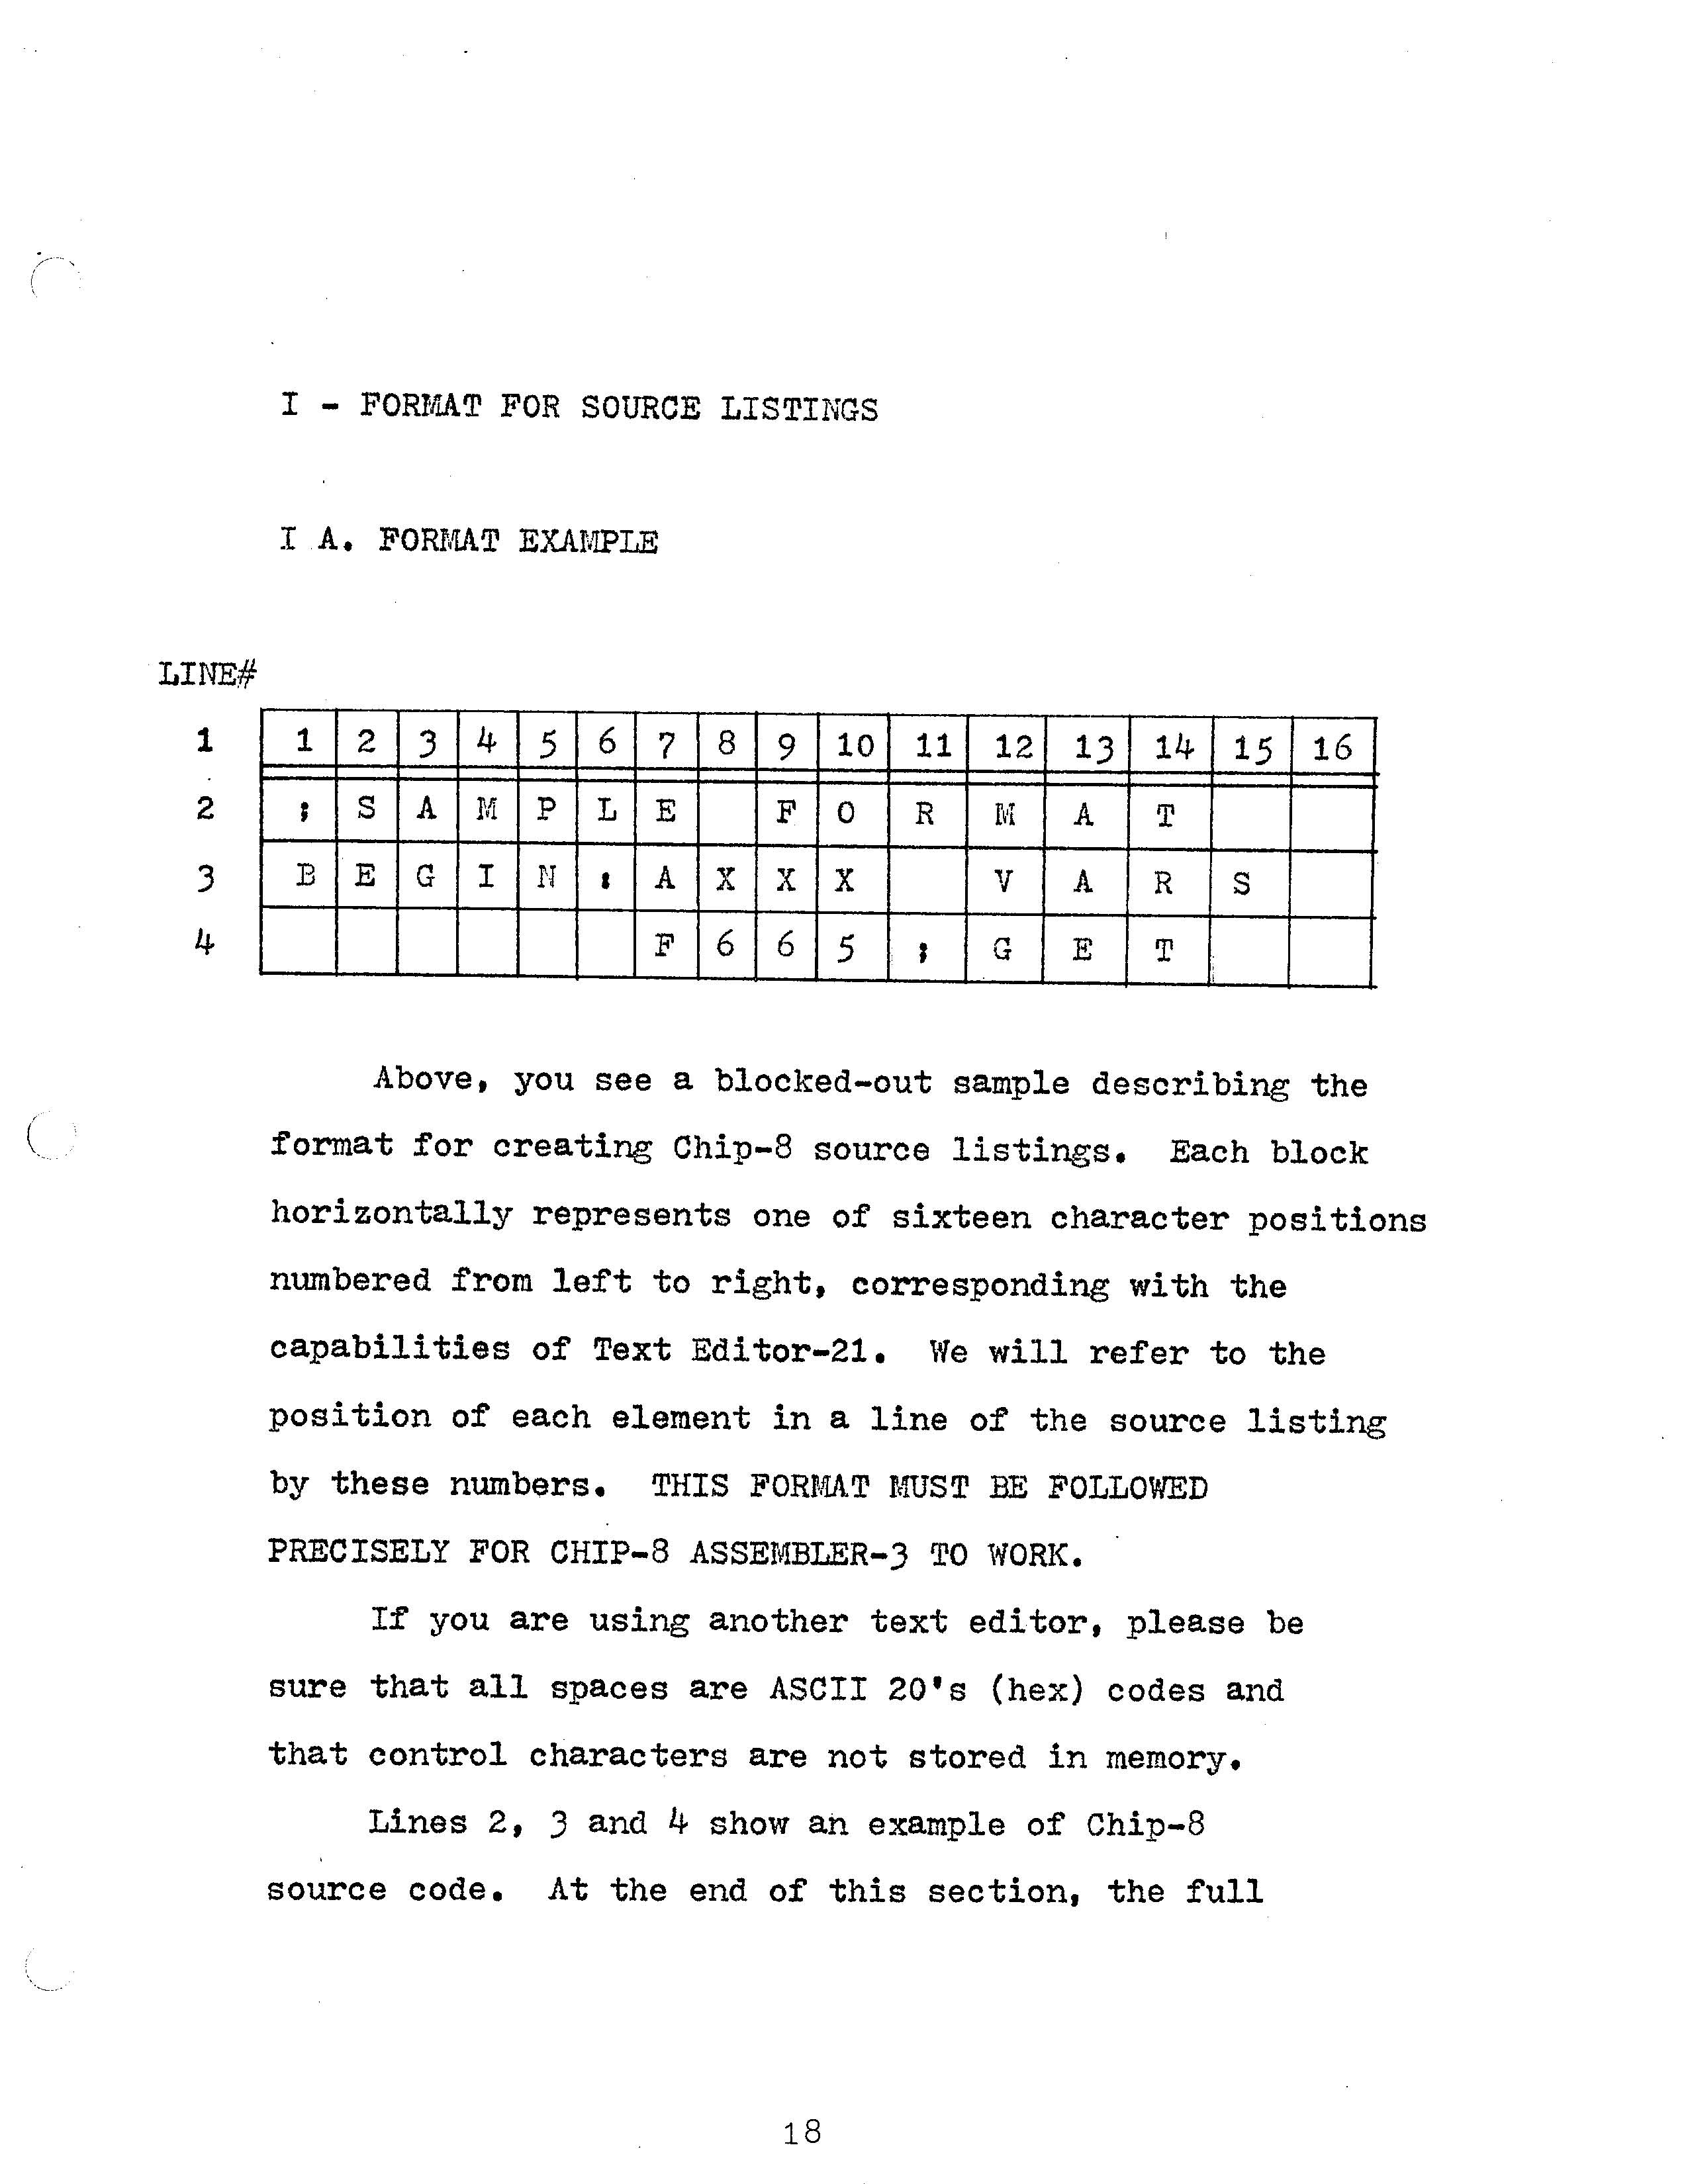 I - FORMAT FOR SOURCE LISTINGS
I A. FORMAT EXAMPLE
LINE#
1 1 2 3 4 5 6 7 8 9 10 11 12 13 14 15 16
2 ; S A M P L E F O R M A T
3 B E G I N : A X X X V A R S
4 F 6 6 5 ; G E T
Above, you see a blocked-out sample describing the
format for creating Chip-8 source listings. Each block
horizontally represents one of sixteen character positions
numbered from left to right, corresponding with the
capabilities of Text Editor-21. We will refer to the
position of each element in a line of the source listing
by these numbers. THIS FORMAT MUST BE FOLLOWED
PRECISELY FOR CHIP-8 ASSEMBLER-3 TO WORK.
If you are using another text editor, please be
sure that all spaces are ASCII 20's (hex) codes and
that control characters are not stored in memory.
Lines 2, 3 and 4 show an example of Chip-8
source code. At the end of this section, the full
18